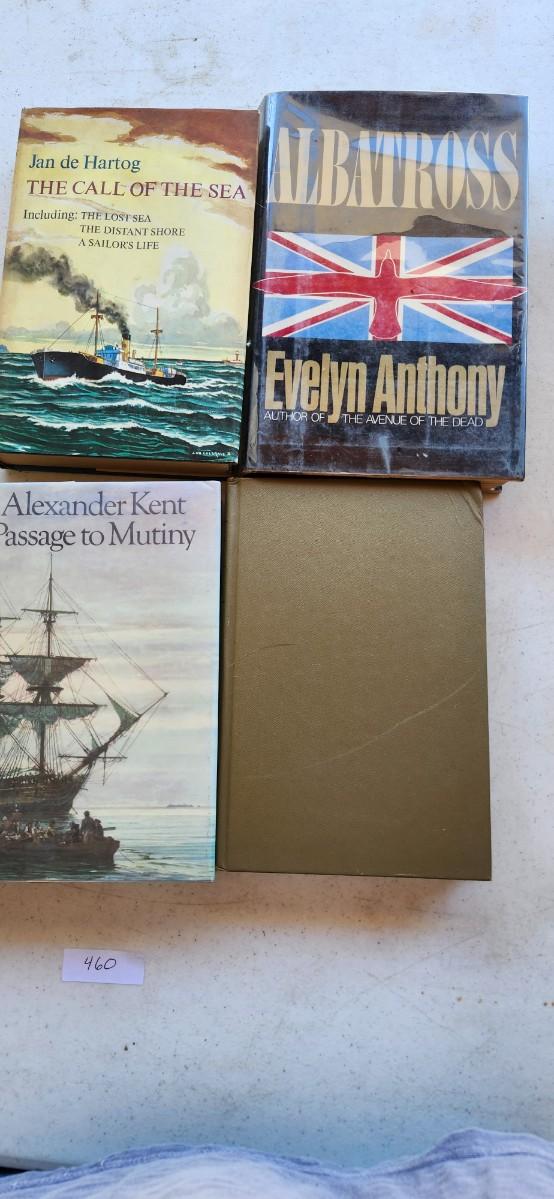 Jan de Hartog
THE CALL OF THE SEA
Including: THE LOST SEA
THE DISTANT SHORE
A SAILOR'S LIFE
ALBATROSS
Evelyn Anthony
AUTHOR OF THE AVENUE OF THE DEAD
Alexander Kent
Passage to Mutiny
460